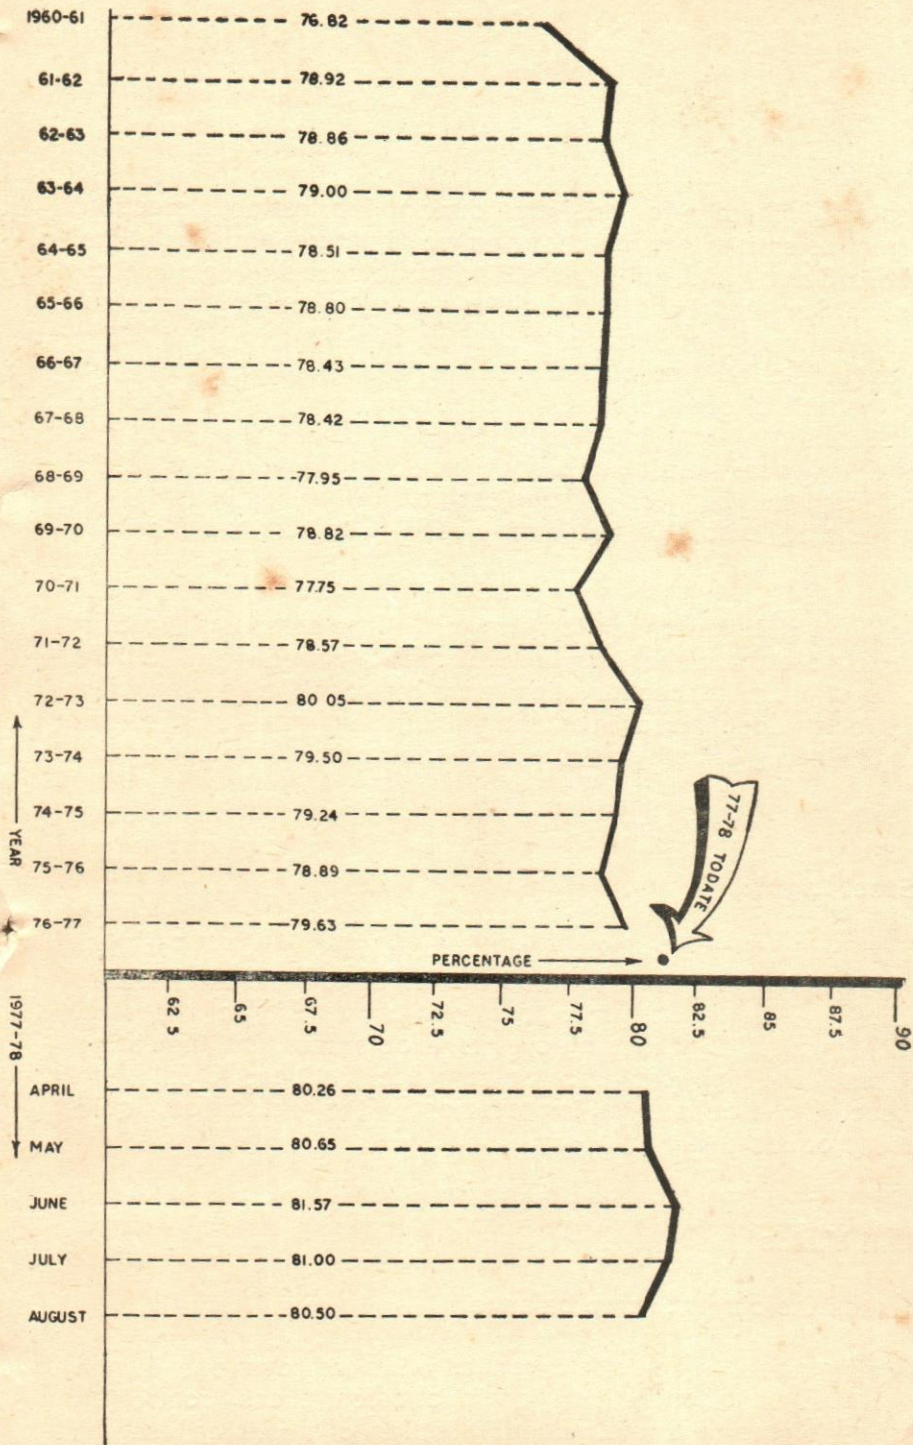 1960-61 76.82
61-62 78.92
62-63 78.86
63-64 79.00
64-65 78.51
65-66 78.80
66-67 78.43
67-68 78.42
68-69 77.95
69-70 78.82
70-71 77.75
71-72 78.57
72-73 80 05
73-74 79.50
74-75 79.24
75-76 78.89
76-77 79.63
YEAR
77-78 TODATE
PERCENTAGE
62 5 65 67.5 70 72.5 75 77.5 80 82.5 85 87.5 90
1977-78
APRIL 80.26
MAY 80.65
JUNE 81.57
JULY 81.00
AUGUST 80.50